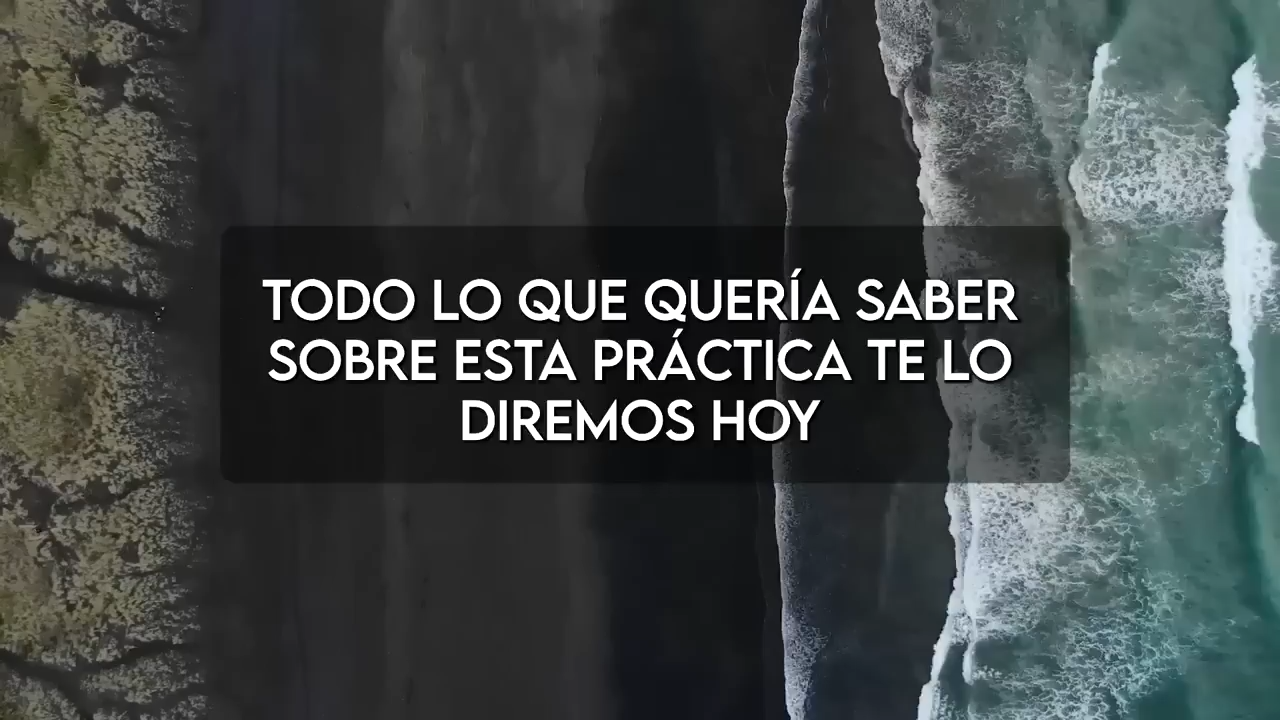 TODO LO QUE QUERÍA SABER
SOBRE ESTA PRÁCTICA TE LO
DIREMOS HOY